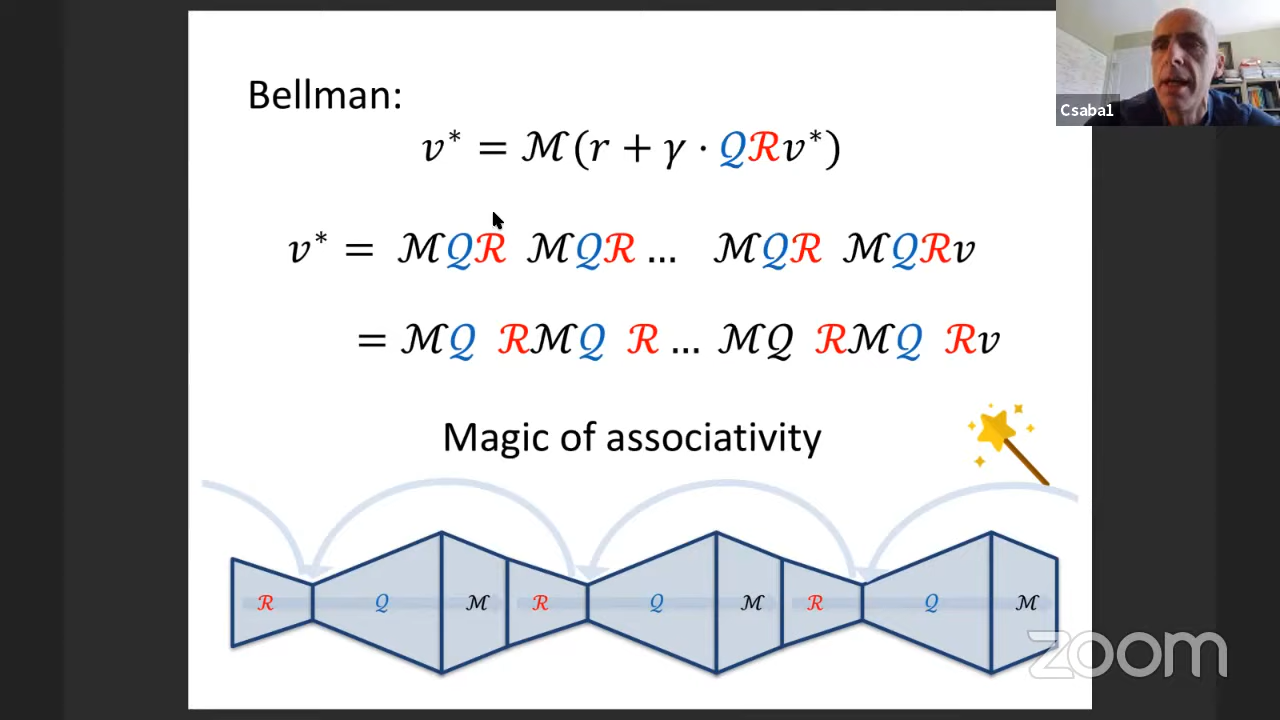 Bellman:
Csaba1
𝑣* = ℳ(𝑟 + 𝛾 · 𝒬ℛ𝑣*)
𝑣* = ℳ𝒬ℛ ℳ𝒬ℛ … ℳ𝒬ℛ ℳ𝒬ℛ𝑣
= ℳ𝒬 ℛℳ𝒬 ℛ … ℳ𝒬 ℛℳ𝒬 ℛ𝑣
Magic of associativity
ℛ 𝒬 ℳ ℛ 𝒬 ℳ ℛ 𝒬 ℳ
zoom